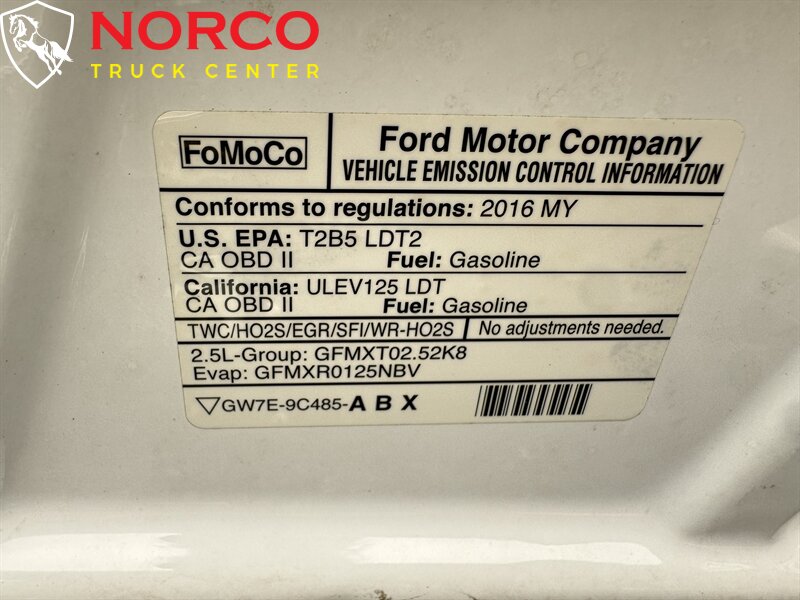 NORCO
TRUCK CENTER
FoMoCo
Ford Motor Company
VEHICLE EMISSION CONTROL INFORMATION
Conforms to regulations: 2016 MY
U.S. EPA: T2B5 LDT2
CA OBD II Fuel: Gasoline
California: ULEV125 LDT
CA OBD II Fuel: Gasoline
TWC/HO2S/EGR/SFI/WR-HO2S No adjustments needed.
2.5L-Group: GFMXT02.52K8
Evap: GFMXR0125NBV
GW7E-9C485-A B X